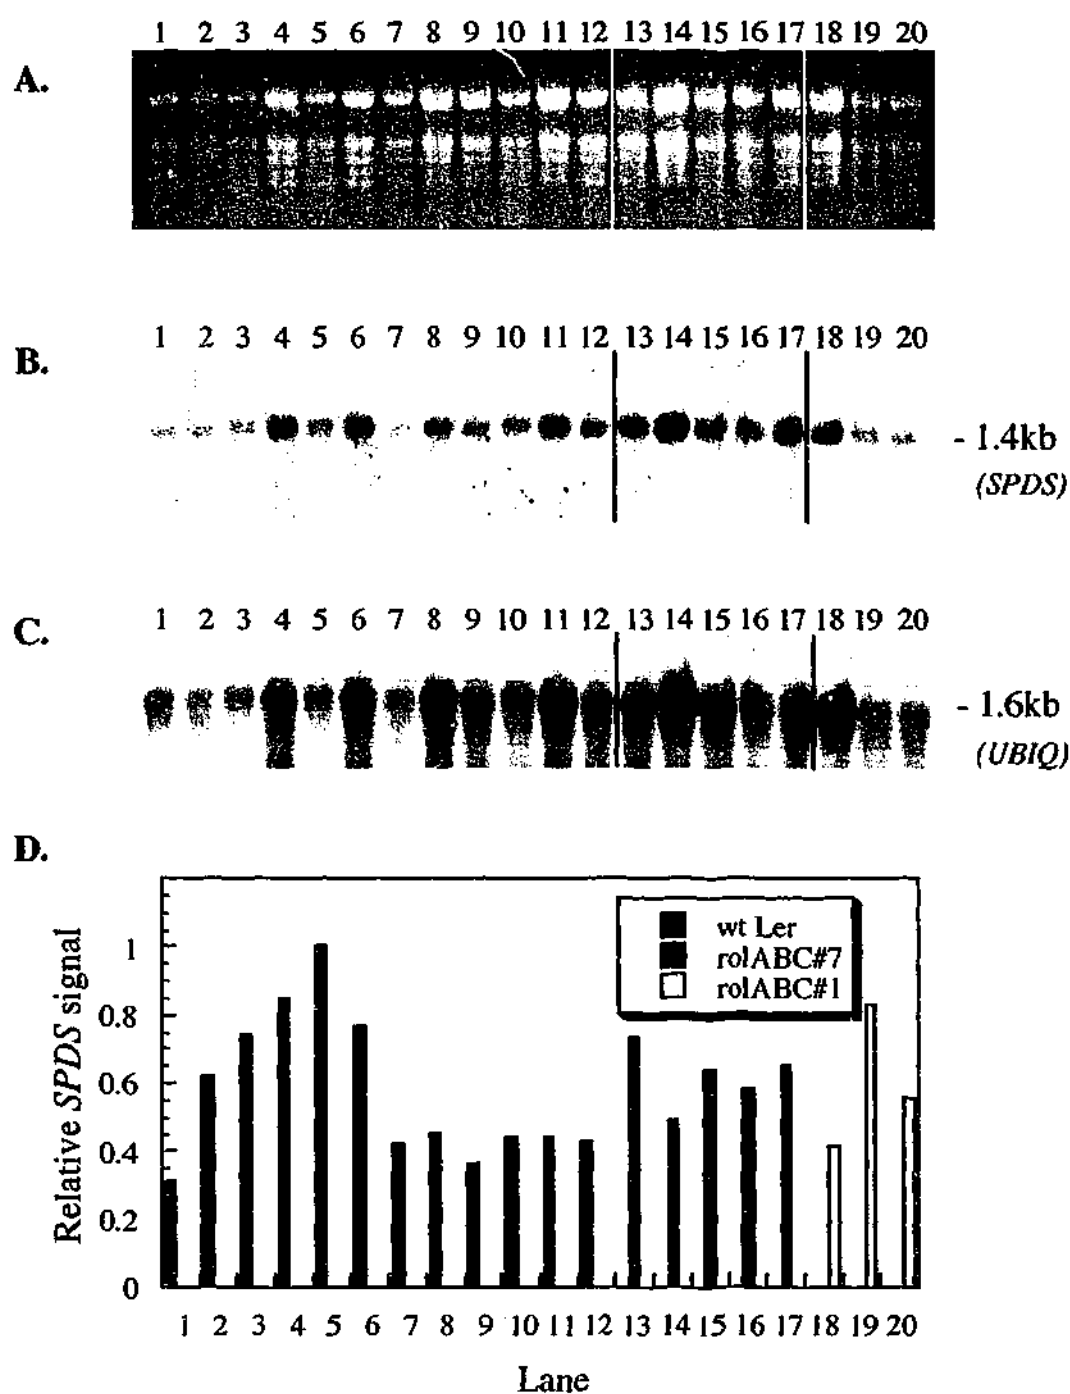 1 2 3 4 5 6 7 8 9 10 11 12 13 14 15 16 17 18 19 20
A.
1 2 3 4 5 6 7 8 9 10 11 12 13 14 15 16 17 18 19 20
B.
- 1.4kb
(SPDS)
1 2 3 4 5 6 7 8 9 10 11 12 13 14 15 16 17 18 19 20
C.
- 1.6kb
(UBIQ)
D.
Relative SPDS signal
1
0.8
0.6
0.4
0.2
0
wt Ler
rolABC#7
rolABC#1
1 2 3 4 5 6 7 8 9 10 11 12 13 14 15 16 17 18 19 20
Lane